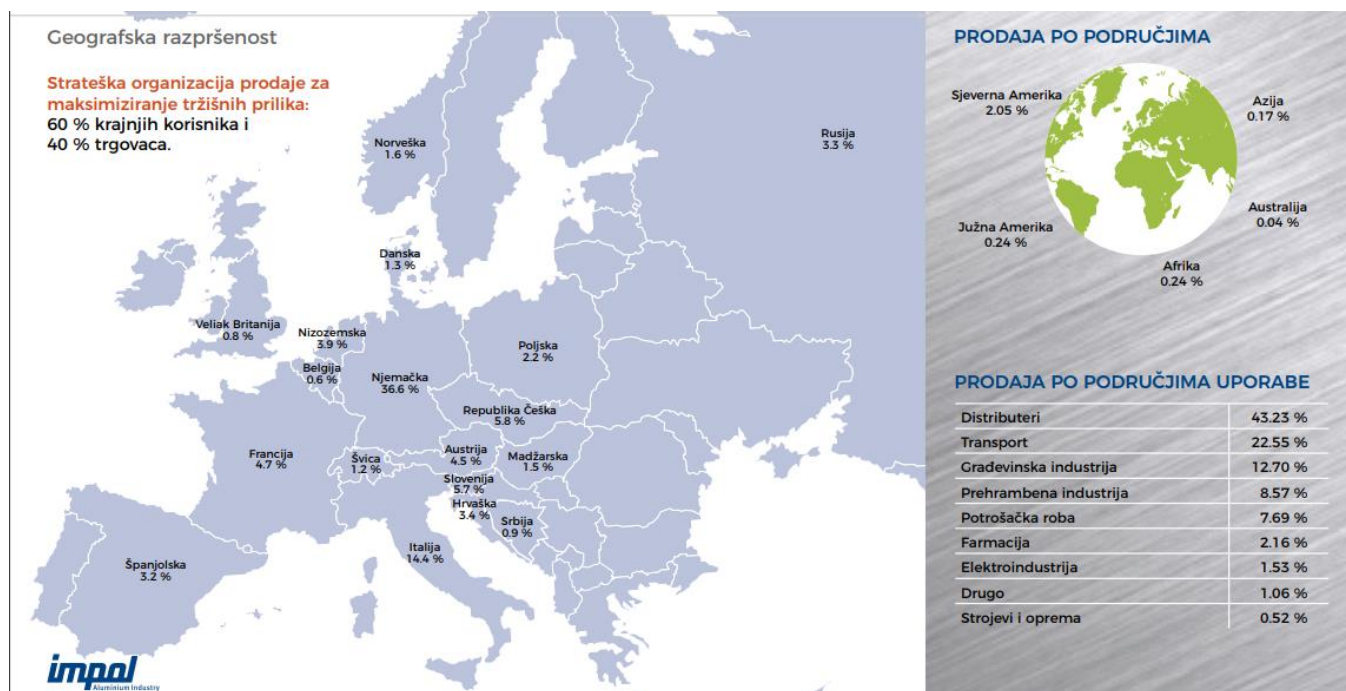 Geografska razpršenost
Strateška organizacija prodaje za
maksimiziranje tržišnih prilika:
60 % krajnjih korisnika i
40 % trgovaca.
Norveška
1.6 %
Rusija
3.3 %
Danska
1.3 %
Veliak Britanija
0.8 %
Nizozemska
3.9 %
Belgija
0.6 %
Njemačka
36.6 %
Poljska
2.2 %
Republika Češka
5.8 %
Francija
4.7 %
Švica
1.2 %
Austrija
4.5 %
Madžarska
1.5 %
Slovenija
5.7 %
Hrvaška
3.4 %
Srbija
0.9 %
Italija
14.4 %
Španjolska
3.2 %
impol
Aluminium Industry
PRODAJA PO PODRUČJIMA
Sjeverna Amerika
2.05 %
Azija
0.17 %
Australija
0.04 %
Južna Amerika
0.24 %
Afrika
0.24 %
PRODAJA PO PODRUČJIMA UPORABE
Distributeri 43.23 %
Transport 22.55 %
Građevinska industrija 12.70 %
Prehrambena industrija 8.57 %
Potrošačka roba 7.69 %
Farmacija 2.16 %
Elektroindustrija 1.53 %
Drugo 1.06 %
Strojevi i oprema 0.52 %